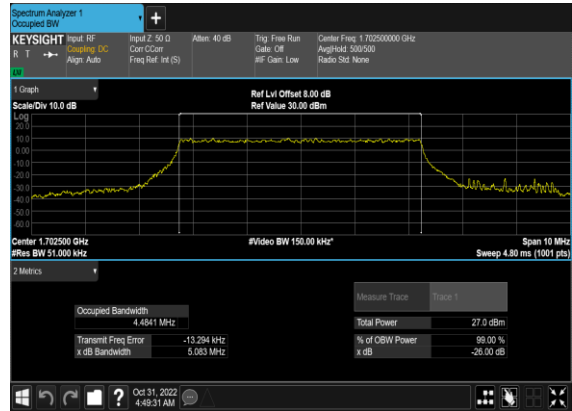 Spectrum Analyzer 1
Occupied BW
+
KEYSIGHT Input: RF Input Z: 50 Ω Atten: 40 dB Trig: Free Run Center Freq: 1.702500000 GHz
R T Coupling: DC Corr CCorr Gate: Off Avg|Hold: 500/500
Align: Auto Freq Ref: Int (S) #IF Gain: Low Radio Std: None
1 Graph
Ref Lvl Offset 8.00 dB
Scale/Div 10.0 dB Ref Value 30.00 dBm
Log
20.0
10.0
0.00
-10.0
-20.0
-30.0
-40.0
-50.0
-60.0
Center 1.702500 GHz #Video BW 150.00 kHz* Span 10 MHz
#Res BW 51.000 kHz Sweep 4.80 ms (1001 pts)
2 Metrics
Measure Trace Trace 1
Occupied Bandwidth
4.4841 MHz Total Power 27.0 dBm
Transmit Freq Error -13.294 kHz % of OBW Power 99.00 %
x dB Bandwidth 5.083 MHz x dB -26.00 dB
? Oct 31, 2022
4:49:31 AM